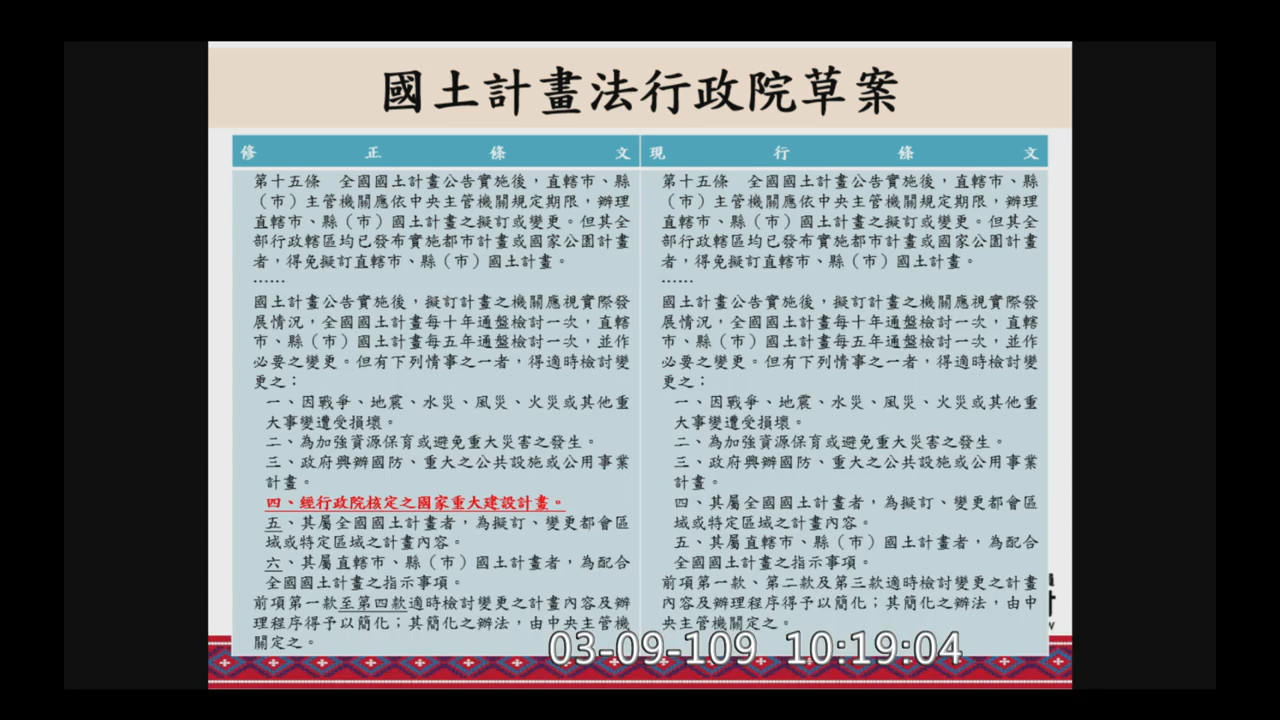 國土計畫法行政院草案
修正條文
第十五條 全國國土計畫公告實施後，直轄市、縣
（市）主管機關應依中央主管機關規定期限，辦理
直轄市、縣（市）國土計畫之擬訂或變更。但其全
部行政轄區均已發布實施都市計畫或國家公園計畫
者，得免擬訂直轄市、縣（市）國土計畫。
……
國土計畫公告實施後，擬訂計畫之機關應視實際發
展情況，全國國土計畫每十年通盤檢討一次，直轄
市、縣（市）國土計畫每五年通盤檢討一次，並作
必要之變更。但有下列情事之一者，得適時檢討變
更之：
一、因戰爭、地震、水災、風災、火災或其他重
大事變遭受損壞。
二、為加強資源保育或避免重大災害之發生。
三、政府興辦國防、重大之公共設施或公用事業
計畫。
四、經行政院核定之國家重大建設計畫。
五、其屬全國國土計畫者，為擬訂、變更都會區
域或特定區域之計畫內容。
六、其屬直轄市、縣（市）國土計畫者，為配合
全國國土計畫之指示事項。
前項第一款至第四款適時檢討變更之計畫內容及辦
理程序得予以簡化；其簡化之辦法，由中央主管機
關定之。
現行條文
第十五條 全國國土計畫公告實施後，直轄市、縣
（市）主管機關應依中央主管機關規定期限，辦理
直轄市、縣（市）國土計畫之擬訂或變更。但其全
部行政轄區均已發布實施都市計畫或國家公園計畫
者，得免擬訂直轄市、縣（市）國土計畫。
……
國土計畫公告實施後，擬訂計畫之機關應視實際發
展情況，全國國土計畫每十年通盤檢討一次，直轄
市、縣（市）國土計畫每五年通盤檢討一次，並作
必要之變更。但有下列情事之一者，得適時檢討變
更之：
一、因戰爭、地震、水災、風災、火災或其他重
大事變遭受損壞。
二、為加強資源保育或避免重大災害之發生。
三、政府興辦國防、重大之公共設施或公用事業
計畫。
四、其屬全國國土計畫者，為擬訂、變更都會區
域或特定區域之計畫內容。
五、其屬直轄市、縣（市）國土計畫者，為配合
全國國土計畫之指示事項。
前項第一款、第二款及第三款適時檢討變更之計畫
內容及辦理程序得予以簡化；其簡化之辦法，由中
央主管機關定之。
03-09-109 10:19:04